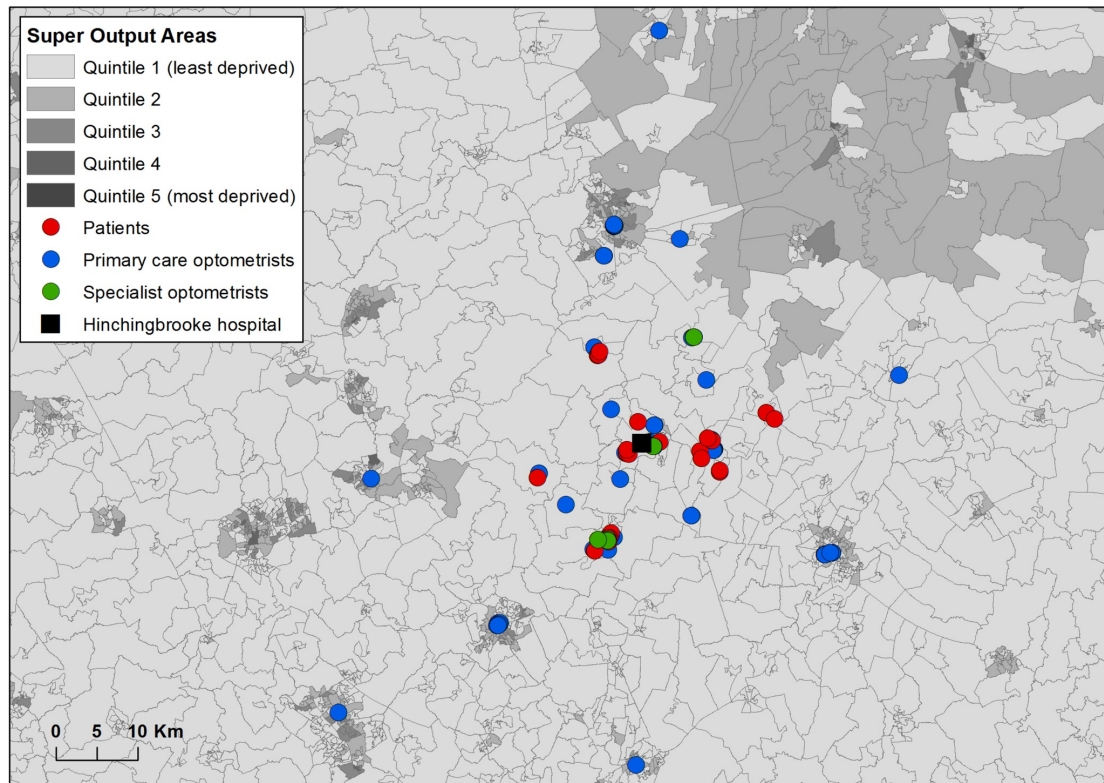 Super Output Areas
Quintile 1 (least deprived)
Quintile 2
Quintile 3
Quintile 4
Quintile 5 (most deprived)
Patients
Primary care optometrists
Specialist optometrists
Hinchingbrooke hospital
0 5 10 Km